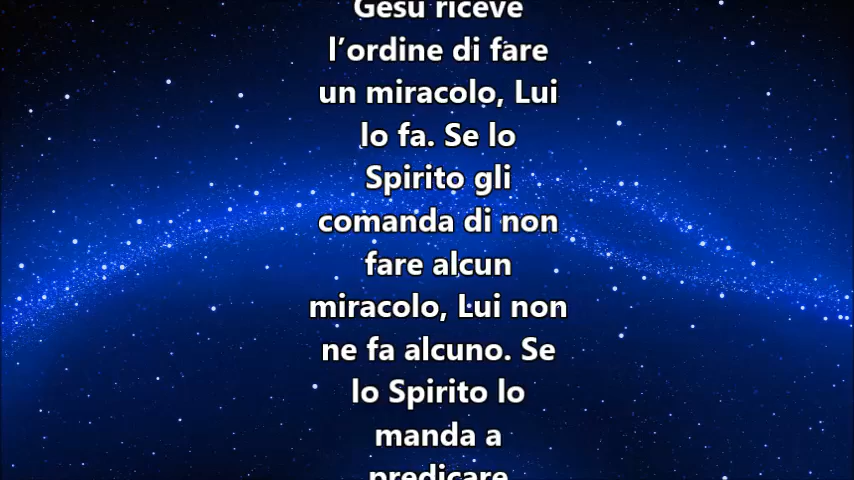 Gesù riceve
l’ordine di fare
un miracolo, Lui
lo fa. Se lo
Spirito gli
comanda di non
fare alcun
miracolo, Lui non
ne fa alcuno. Se
lo Spirito lo
manda a
predicare